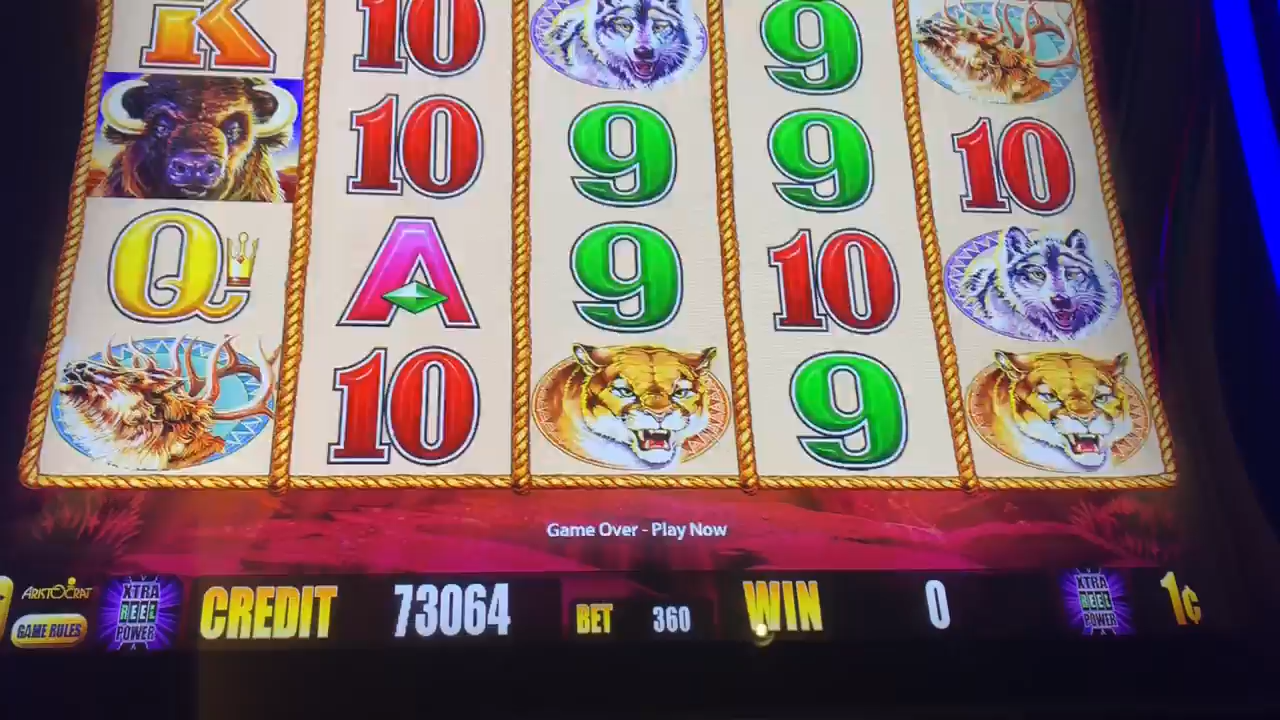 K 10 9
10 9 9 10
Q A 9 10
10 9
Game Over - Play Now
ARISTOCRAT
GAME RULES
XTRA
REEL
POWER
CREDIT 73064 BET 360 WIN 0
XTRA
REEL
POWER
1¢